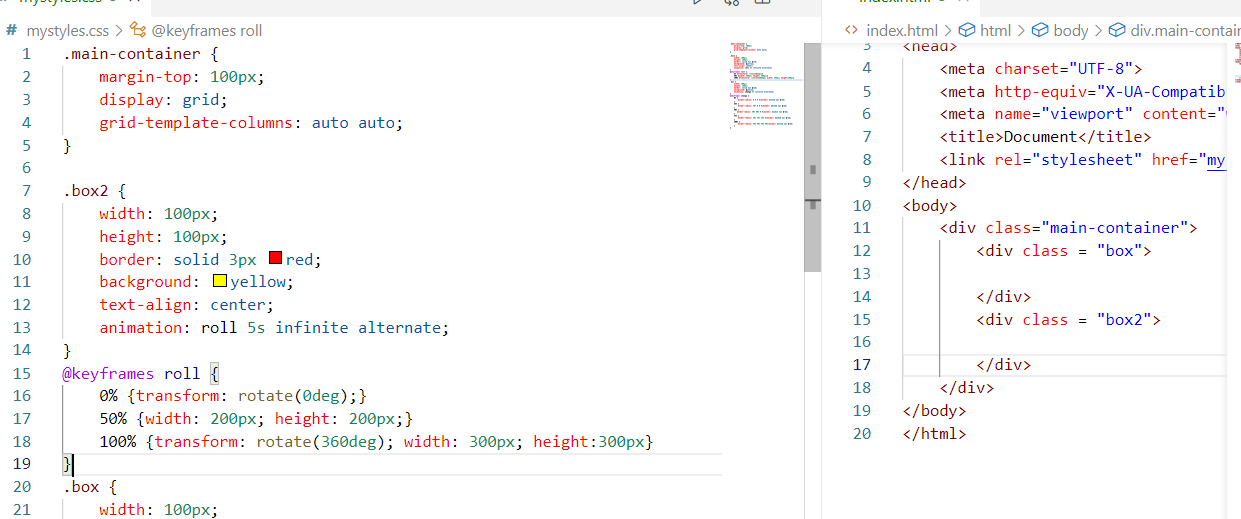 mystyles.css
# mystyles.css > @keyframes roll
1 .main-container {
2 margin-top: 100px;
3 display: grid;
4 grid-template-columns: auto auto;
5 }
6
7 .box2 {
8 width: 100px;
9 height: 100px;
10 border: solid 3px red;
11 background: yellow;
12 text-align: center;
13 animation: roll 5s infinite alternate;
14 }
15 @keyframes roll {
16 0% {transform: rotate(0deg);}
17 50% {width: 200px; height: 200px;}
18 100% {transform: rotate(360deg); width: 300px; height:300px}
19 }
20 .box {
21 width: 100px;
index.html
<> index.html > html > body > div.main-contair
3 <head>
4 <meta charset="UTF-8">
5 <meta http-equiv="X-UA-Compatib
6 <meta name="viewport" content="
7 <title>Document</title>
8 <link rel="stylesheet" href="my
9 </head>
10 <body>
11 <div class="main-container">
12 <div class = "box">
13
14 </div>
15 <div class = "box2">
16
17 </div>
18 </div>
19 </body>
20 </html>